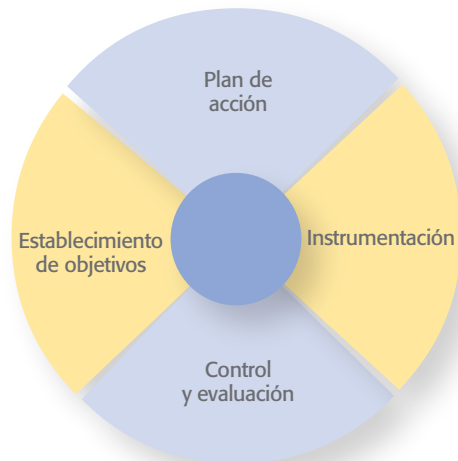 Plan de
acción
Establecimiento
de objetivos
Instrumentación
Control
y evaluación